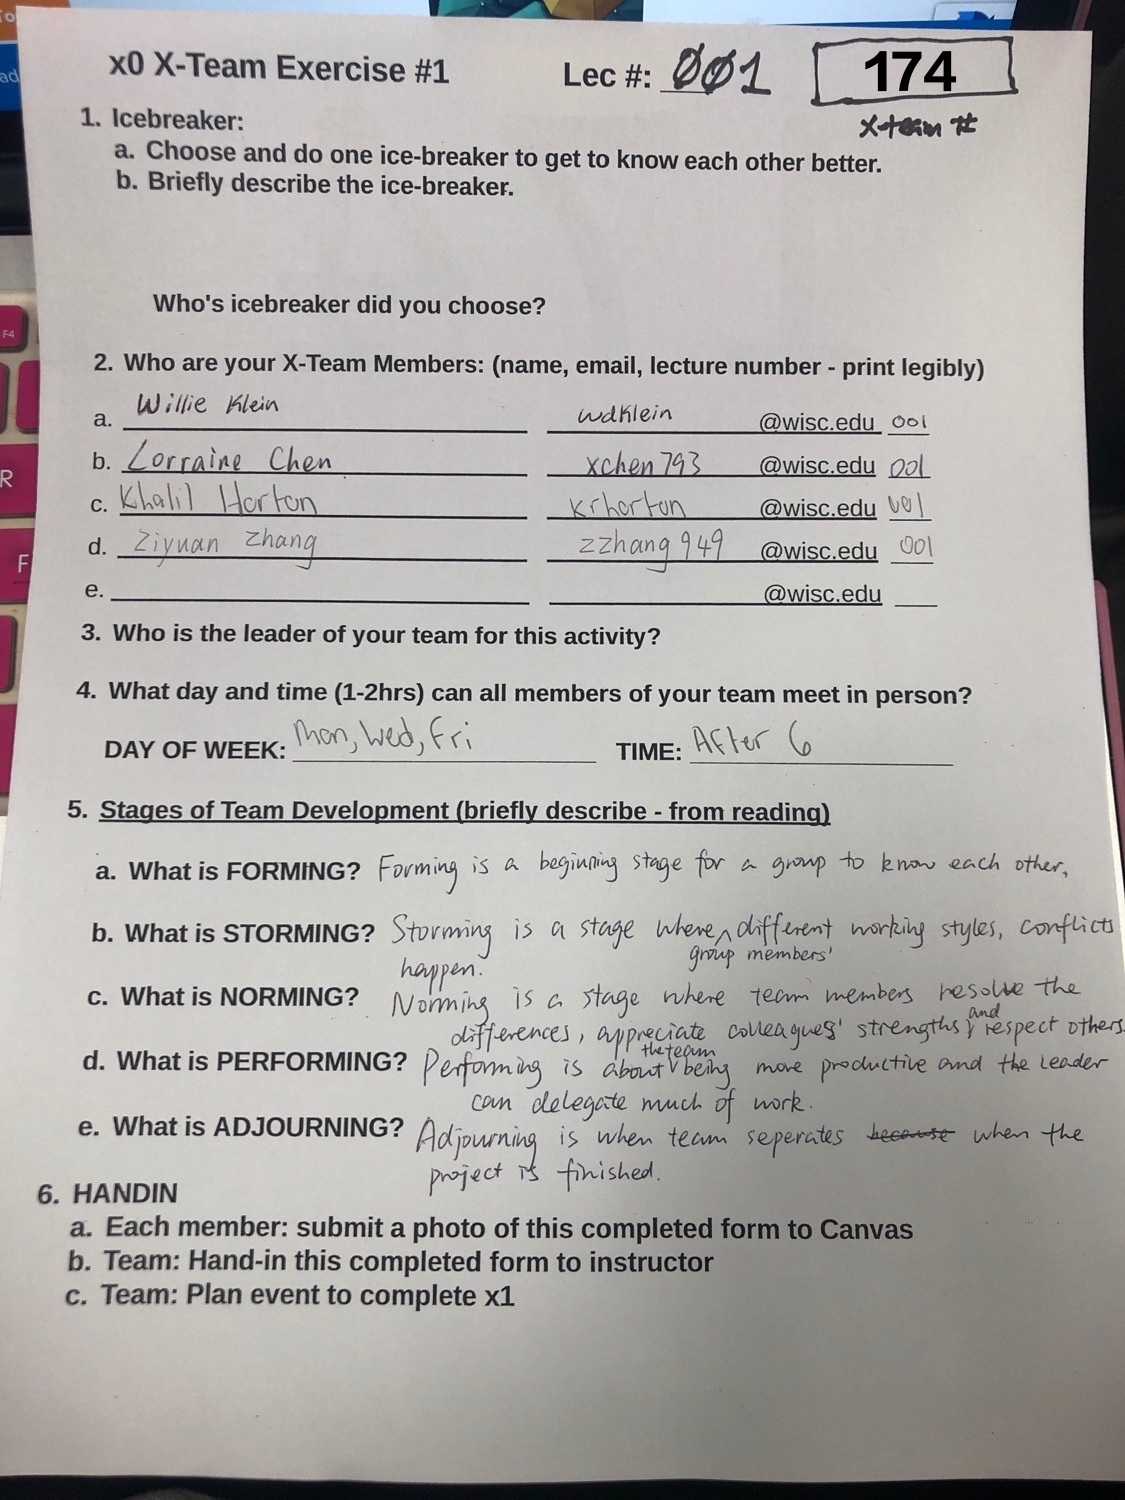 x0 X-Team Exercise #1 Lec #: 001 174
X-team #
1. Icebreaker:
a. Choose and do one ice-breaker to get to know each other better.
b. Briefly describe the ice-breaker.
Who's icebreaker did you choose?
2. Who are your X-Team Members: (name, email, lecture number - print legibly)
a. Willie Klein wdklein @wisc.edu 001
b. Lorraine Chen xchen793 @wisc.edu 001
c. Khalil Horton krhorton @wisc.edu 001
d. Ziyuan Zhang zzhang949 @wisc.edu 001
e. @wisc.edu
3. Who is the leader of your team for this activity?
4. What day and time (1-2hrs) can all members of your team meet in person?
DAY OF WEEK: Mon, Wed, Fri TIME: After 6
5. Stages of Team Development (briefly describe - from reading)
a. What is FORMING? Forming is a beginning stage for a group to know each other,
b. What is STORMING? Storming is a stage where different working styles, conflicts
group members'
happen.
c. What is NORMING? Norming is a stage where team members resolve the
differences, appreciate colleagues' strengths and respect others
d. What is PERFORMING? Performing is about the team being more productive and the leader
can delegate much of work.
e. What is ADJOURNING? Adjourning is when team seperates because when the
project is finished.
6. HANDIN
a. Each member: submit a photo of this completed form to Canvas
b. Team: Hand-in this completed form to instructor
c. Team: Plan event to complete x1
F4
R
F